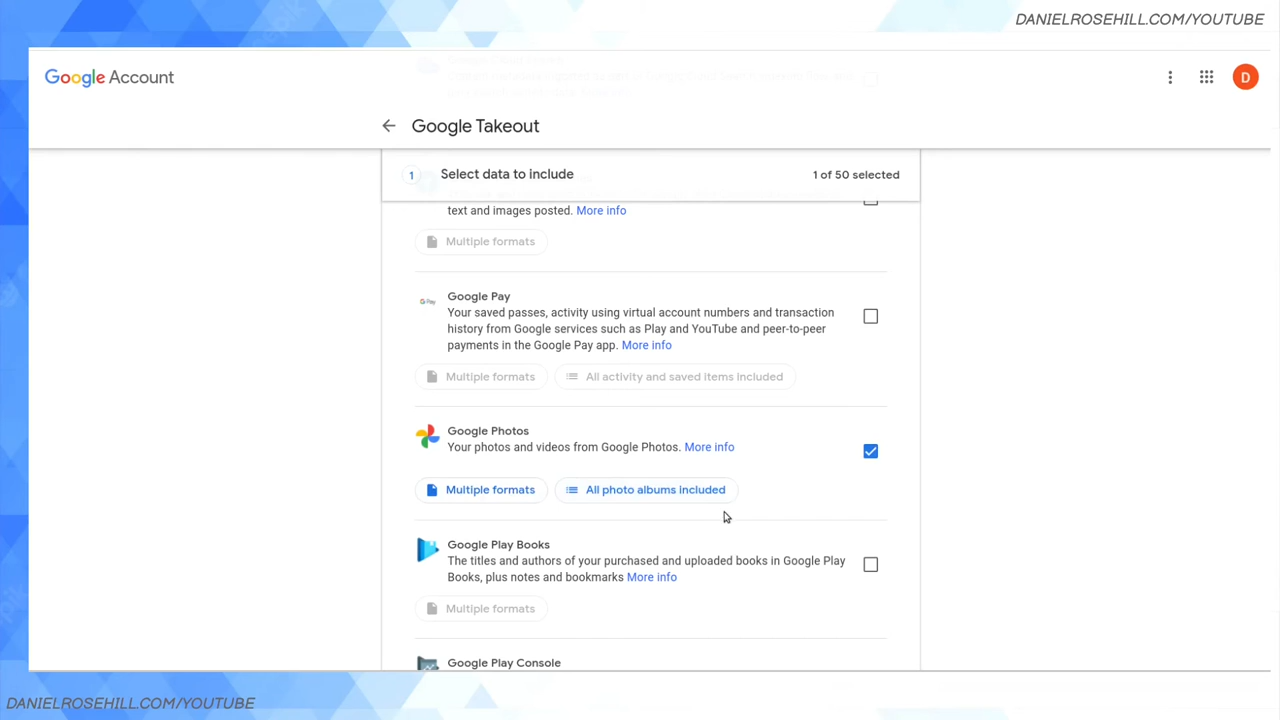 DANIELROSEHILL.COM/YOUTUBE
Google Account
D
Google Takeout
1
Select data to include
1 of 50 selected
text and images posted. More info
Multiple formats
Google Pay
G Pay
Your saved passes, activity using virtual account numbers and transaction
history from Google services such as Play and YouTube and peer-to-peer
payments in the Google Pay app. More info
Multiple formats
All activity and saved items included
Google Photos
Your photos and videos from Google Photos. More info
Multiple formats
All photo albums included
Google Play Books
The titles and authors of your purchased and uploaded books in Google Play
Books, plus notes and bookmarks More info
Multiple formats
Google Play Console
DANIELROSEHILL.COM/YOUTUBE